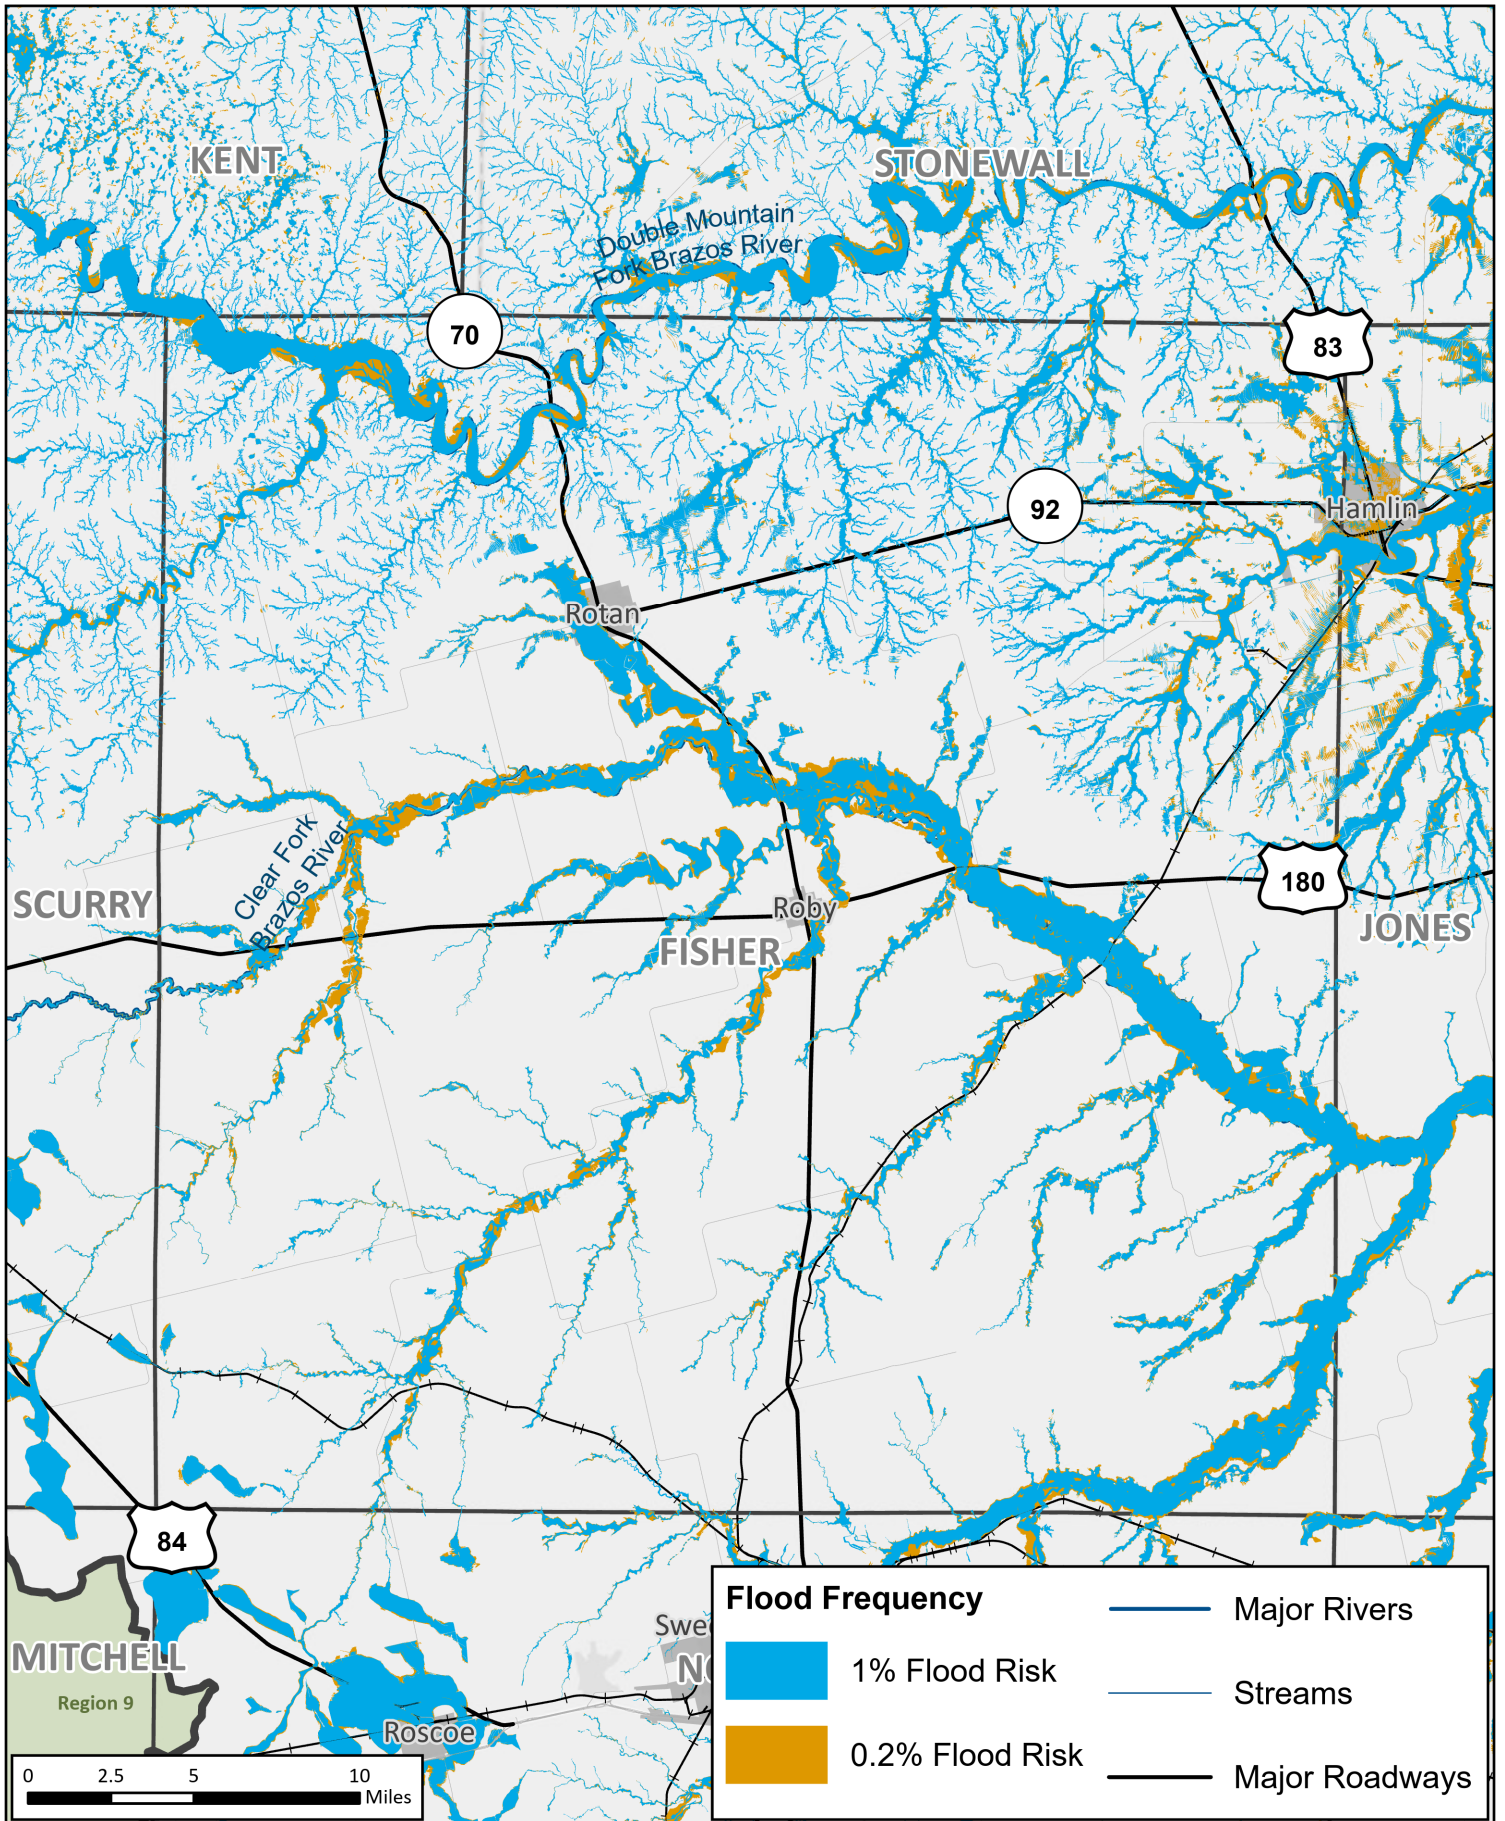 KENT
STONEWALL
Double Mountain
Fork Brazos River
70
83
92
Hamlin
Rotan
Clear Fork
Brazos River
SCURRY
180
Roby
JONES
FISHER
84
MITCHELL
Region 9
Roscoe
0 2.5 5 10
Miles
Flood Frequency
1% Flood Risk
0.2% Flood Risk
Major Rivers
Streams
Major Roadways